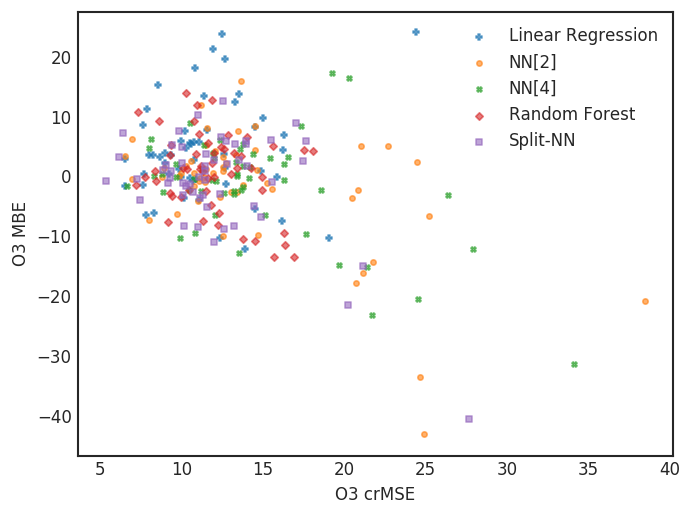 Linear Regression
NN[2]
NN[4]
Random Forest
Split-NN
O3 MBE
20
10
0
−10
−20
−30
−40
5 10 15 20 25 30 35 40
O3 crMSE